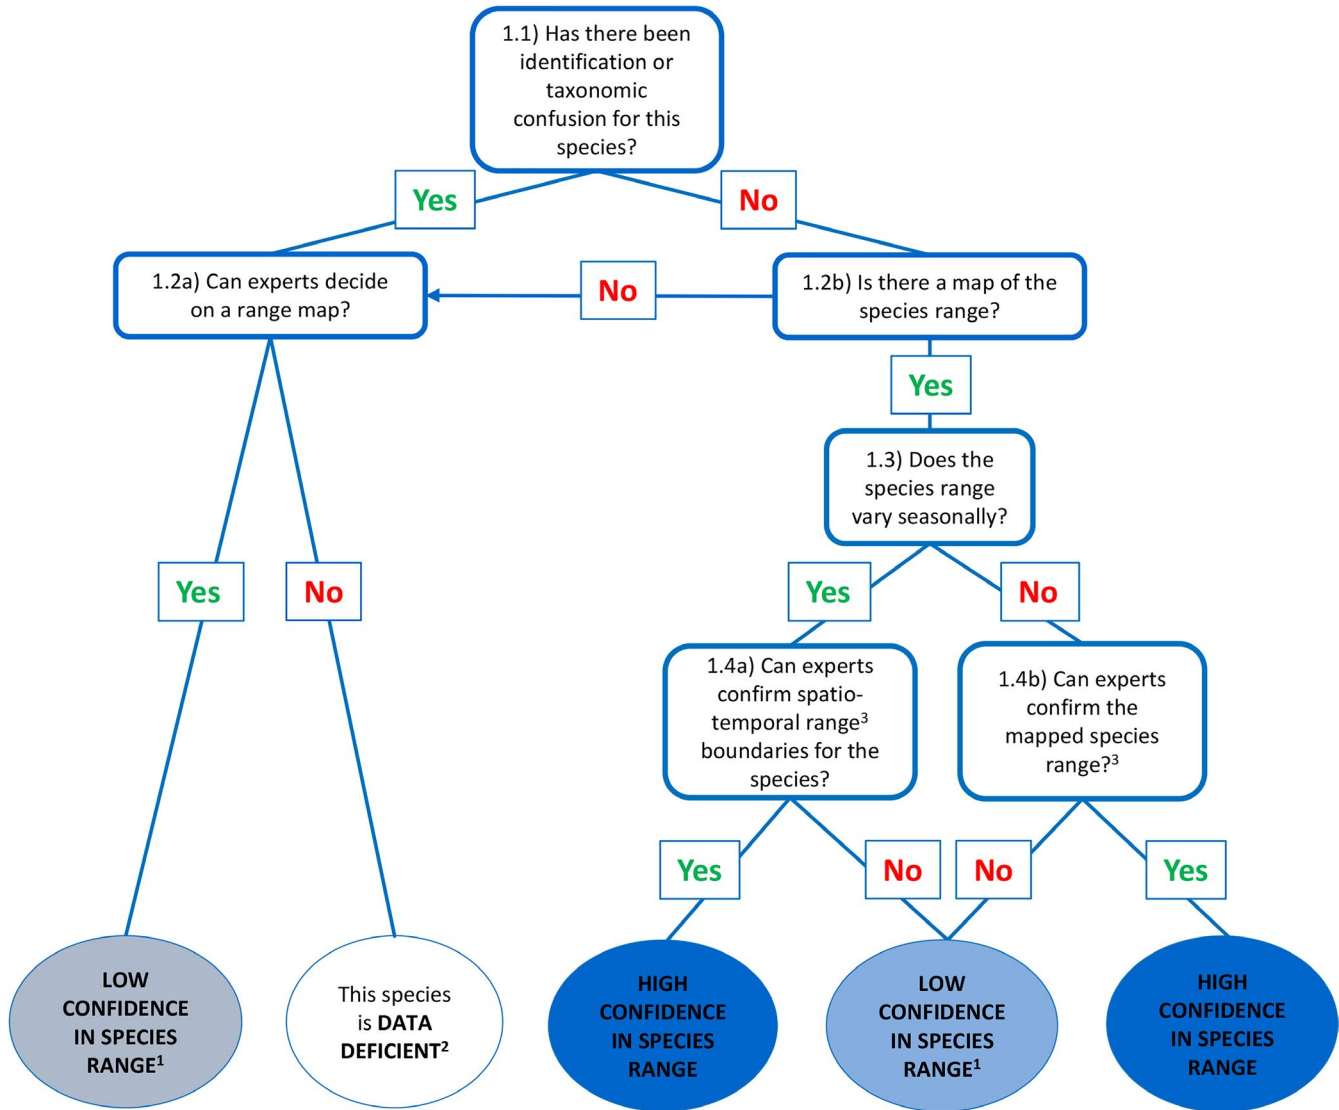 1.1) Has there been
identification or
taxonomic
confusion for this
species?
Yes
No
1.2a) Can experts decide
on a range map?
No
1.2b) Is there a map of the
species range?
Yes
1.3) Does the
species range
vary seasonally?
Yes
No
Yes
No
1.4a) Can experts
confirm spatio-
temporal range³
boundaries for the
species?
1.4b) Can experts
confirm the
mapped species
range?³
Yes
No
No
Yes
LOW
CONFIDENCE
IN SPECIES
RANGE¹
This species
is DATA
DEFICIENT²
HIGH
CONFIDENCE
IN SPECIES
RANGE
LOW
CONFIDENCE
IN SPECIES
RANGE¹
HIGH
CONFIDENCE
IN SPECIES
RANGE